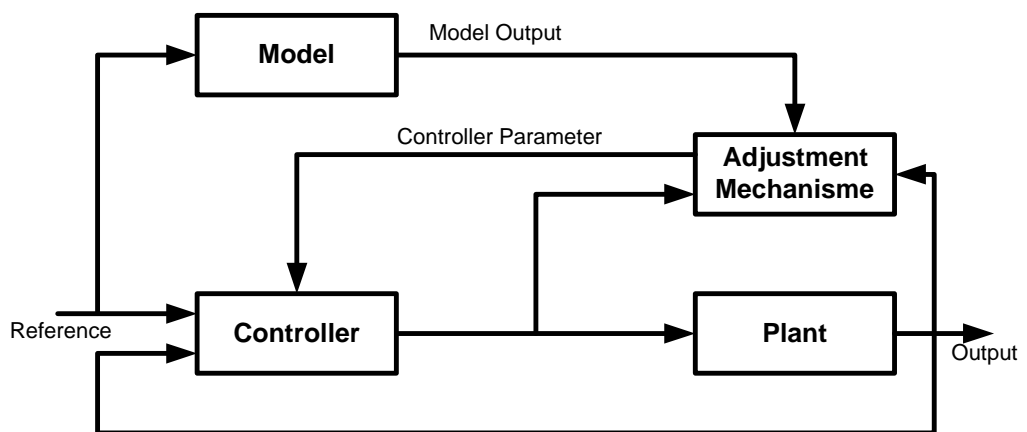 Model Output
Model
Controller Parameter
Adjustment
Mechanisme
Reference
Controller
Plant
Output